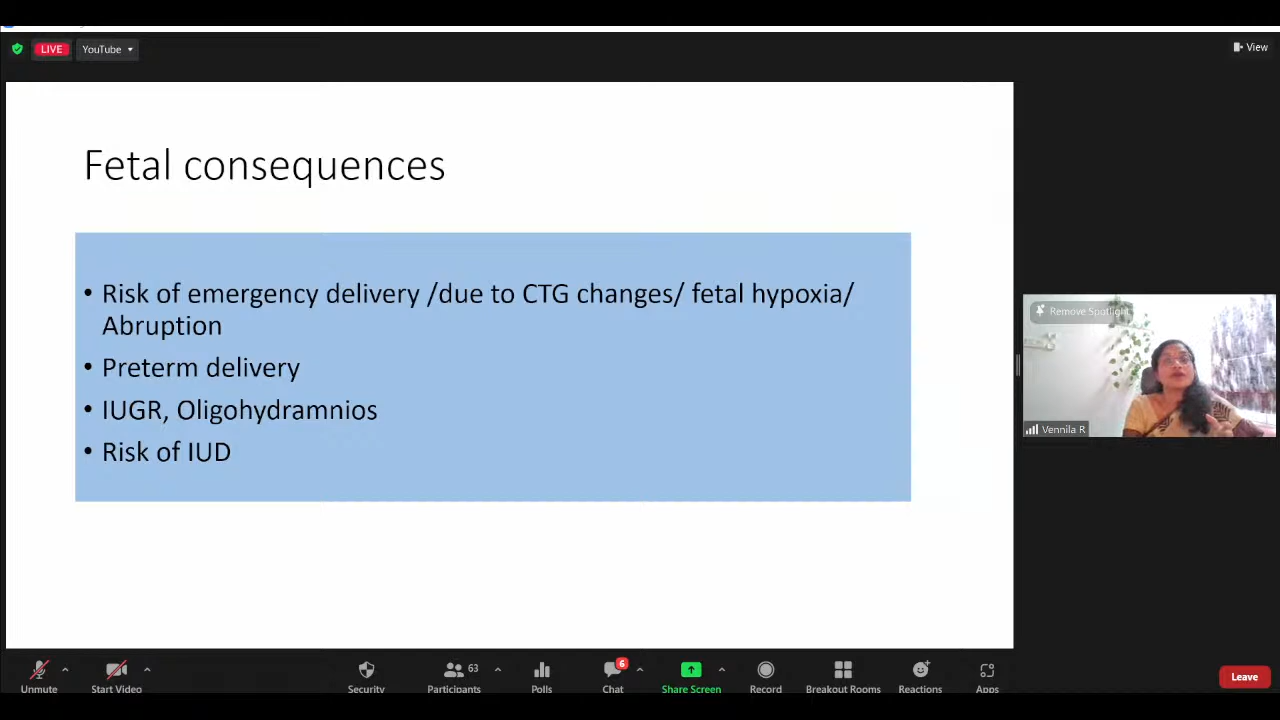 LIVE
YouTube
View
Fetal consequences
• Risk of emergency delivery /due to CTG changes/ fetal hypoxia/
Abruption
• Preterm delivery
• IUGR, Oligohydramnios
• Risk of IUD
Remove Spotlight
Vennila R
63
6
Unmute
Start Video
Security
Participants
Polls
Chat
Share Screen
Record
Breakout Rooms
Reactions
Apps
Leave